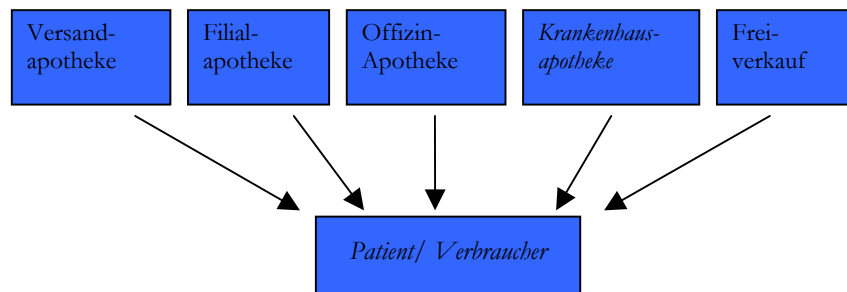 Versand-
apotheke
Filial-
apotheke
Offizin-
Apotheke
Krankenhaus-
apotheke
Frei-
verkauf
Patient/ Verbraucher